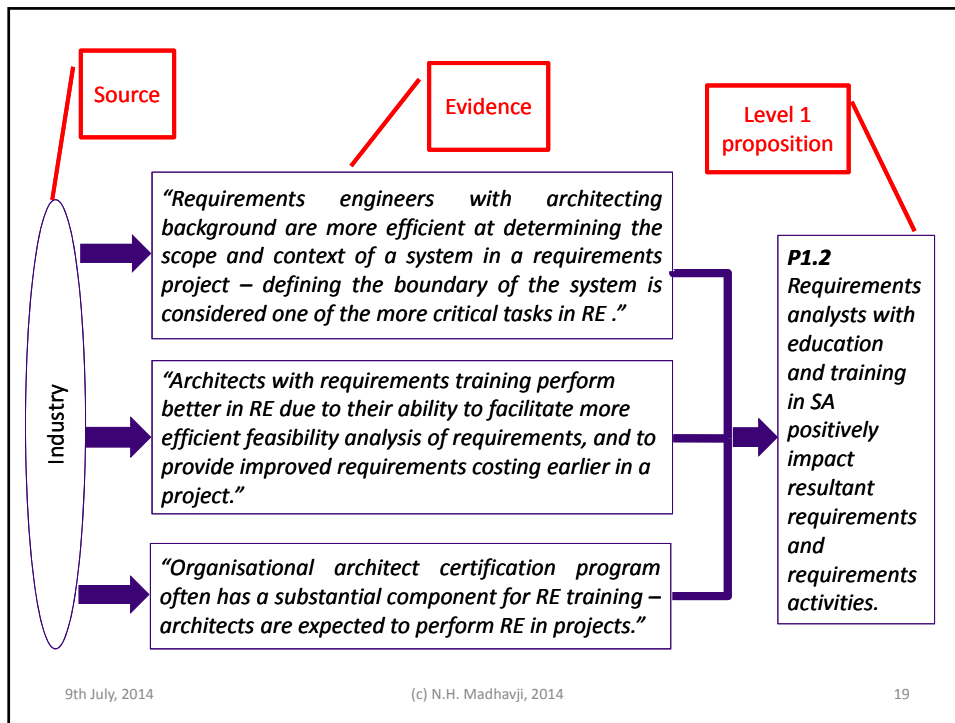 Source
Evidence
Level 1
proposition
Industry
“Requirements engineers with architecting
background are more efficient at determining the
scope and context of a system in a requirements
project – defining the boundary of the system is
considered one of the more critical tasks in RE .”
“Architects with requirements training perform
better in RE due to their ability to facilitate more
efficient feasibility analysis of requirements, and to
provide improved requirements costing earlier in a
project.”
“Organisational architect certification program
often has a substantial component for RE training –
architects are expected to perform RE in projects.”
P1.2
Requirements
analysts with
education
and training
in SA
positively
impact
resultant
requirements
and
requirements
activities.
9th July, 2014
(c) N.H. Madhavji, 2014
19